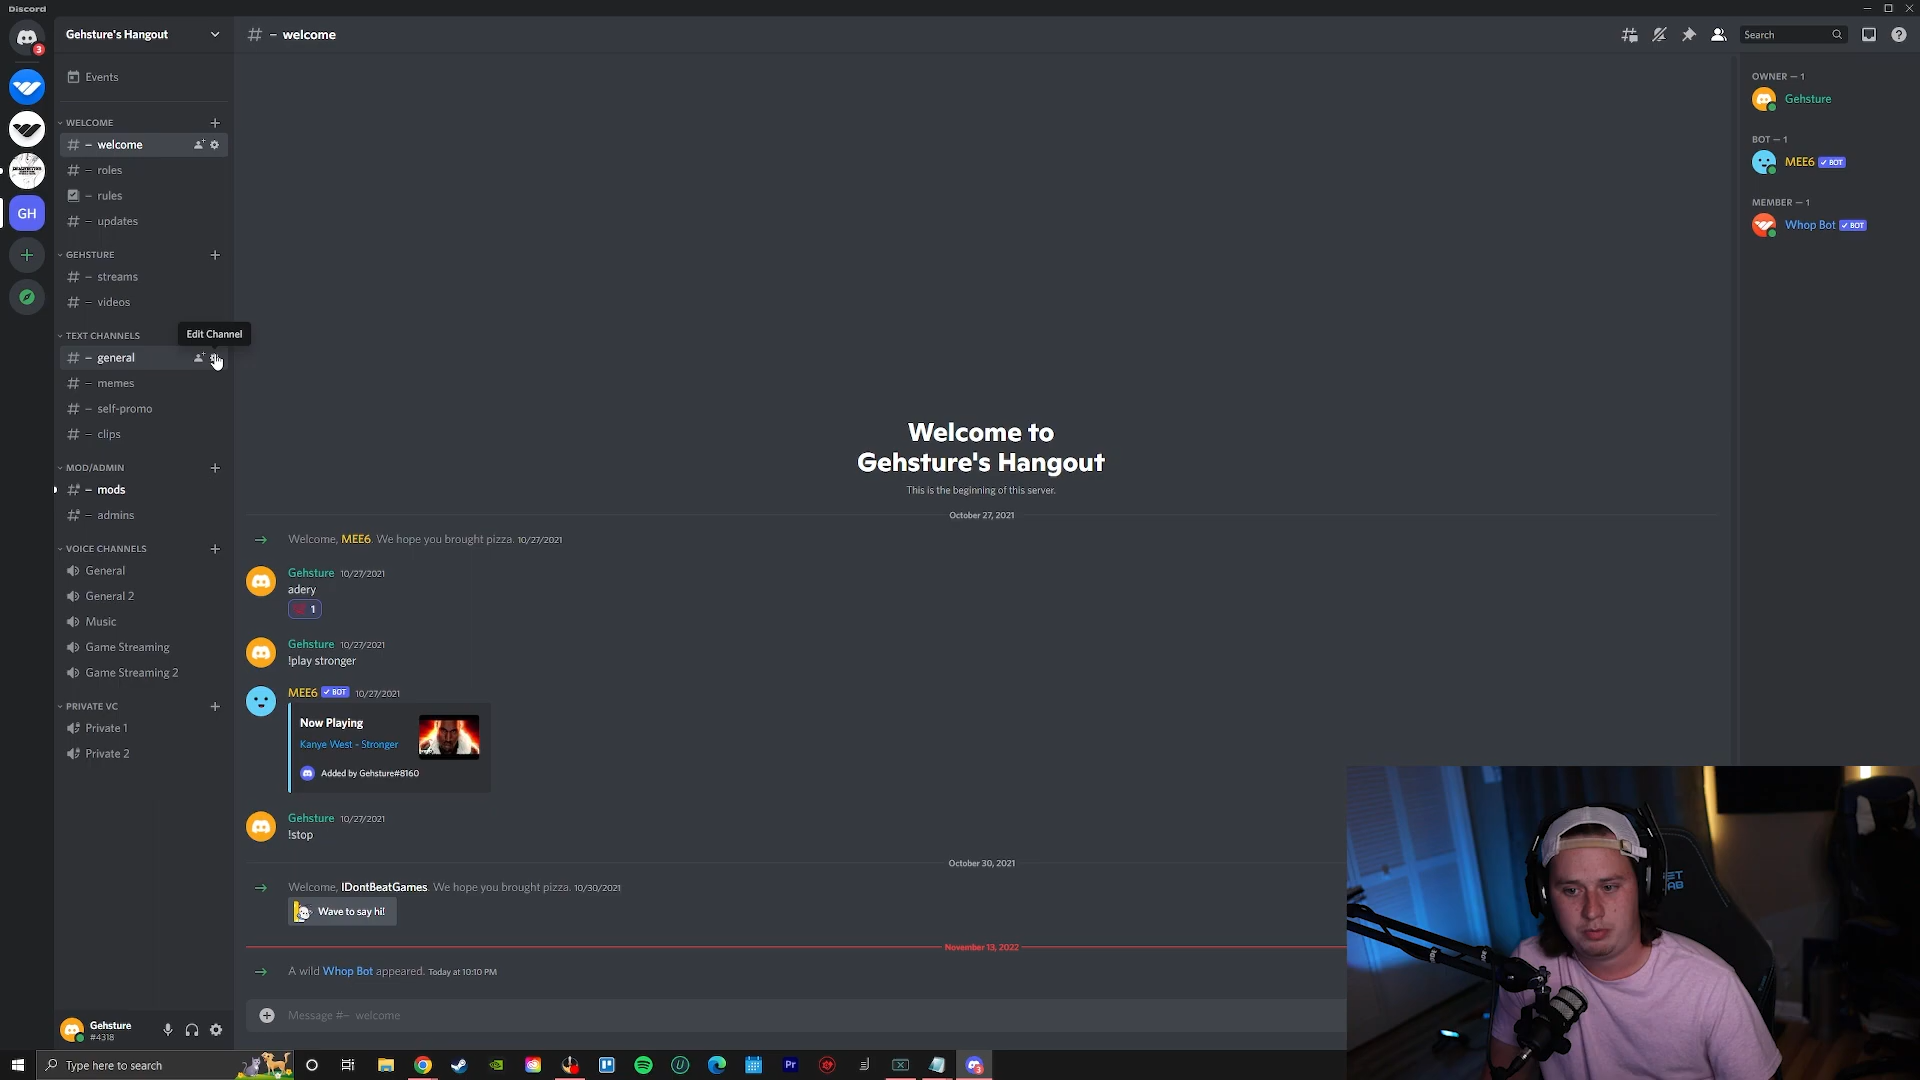 Discord
Gehsture's Hangout
– welcome
Search
3
Events
WELCOME
– welcome
– roles
– rules
– updates
GH
GEHSTURE
– streams
– videos
TEXT CHANNELS
Edit Channel
– general
– memes
– self-promo
– clips
MOD/ADMIN
– mods
– admins
VOICE CHANNELS
General
General 2
Music
Game Streaming
Game Streaming 2
PRIVATE VC
Private 1
Private 2
Gehsture
#4318
Welcome to
Gehsture's Hangout
This is the beginning of this server.
October 27, 2021
Welcome, MEE6. We hope you brought pizza. 10/27/2021
Gehsture 10/27/2021
adery
1
Gehsture 10/27/2021
!play stronger
MEE6 ✓ BOT 10/27/2021
Now Playing
Kanye West - Stronger
Added by Gehsture#8160
Gehsture 10/27/2021
!stop
October 30, 2021
Welcome, IDontBeatGames. We hope you brought pizza. 10/30/2021
Wave to say hi!
November 13, 2022
A wild Whop Bot appeared. Today at 10:10 PM
Message #– welcome
OWNER — 1
Gehsture
BOT — 1
MEE6 ✓ BOT
MEMBER — 1
Whop Bot ✓ BOT
Type here to search
Pr